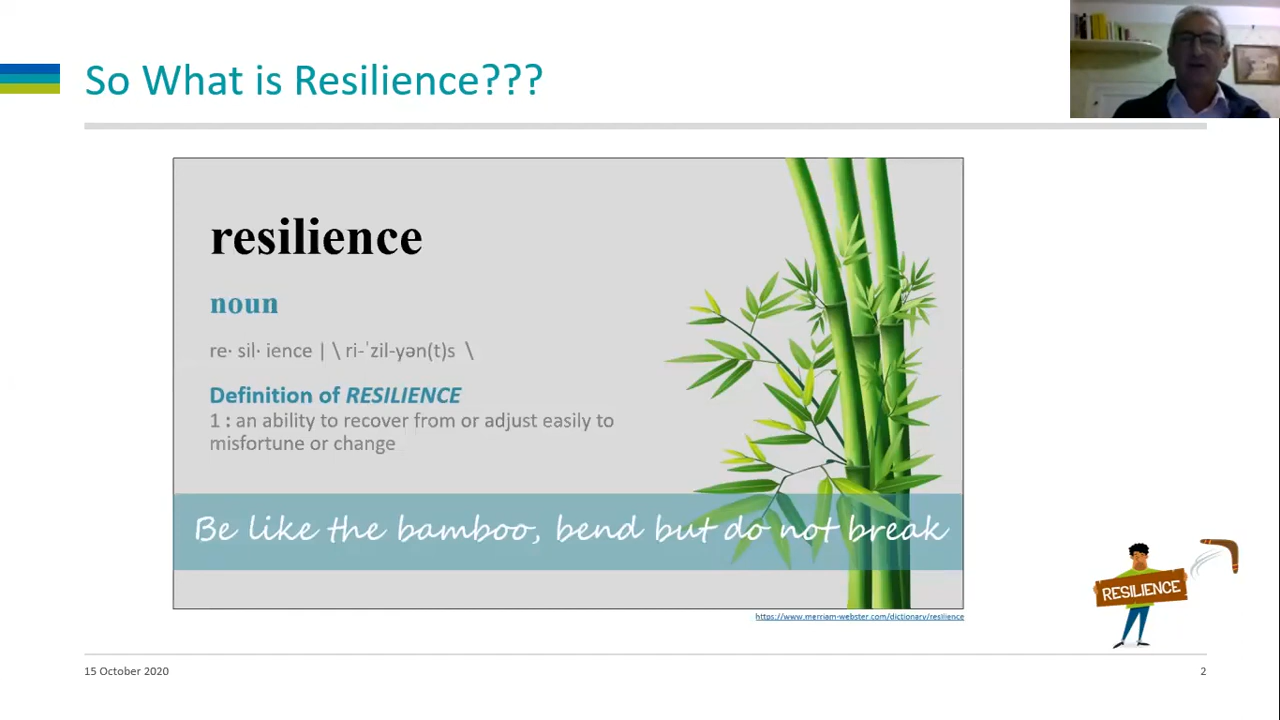 So What is Resilience???
resilience
noun
re· sil· ience | \ ri-ˈzil-yən(t)s \
Definition of RESILIENCE
1 : an ability to recover from or adjust easily to
misfortune or change
Be like the bamboo, bend but do not break
https://www.merriam-webster.com/dictionary/resilience
RESILIENCE
15 October 2020
2